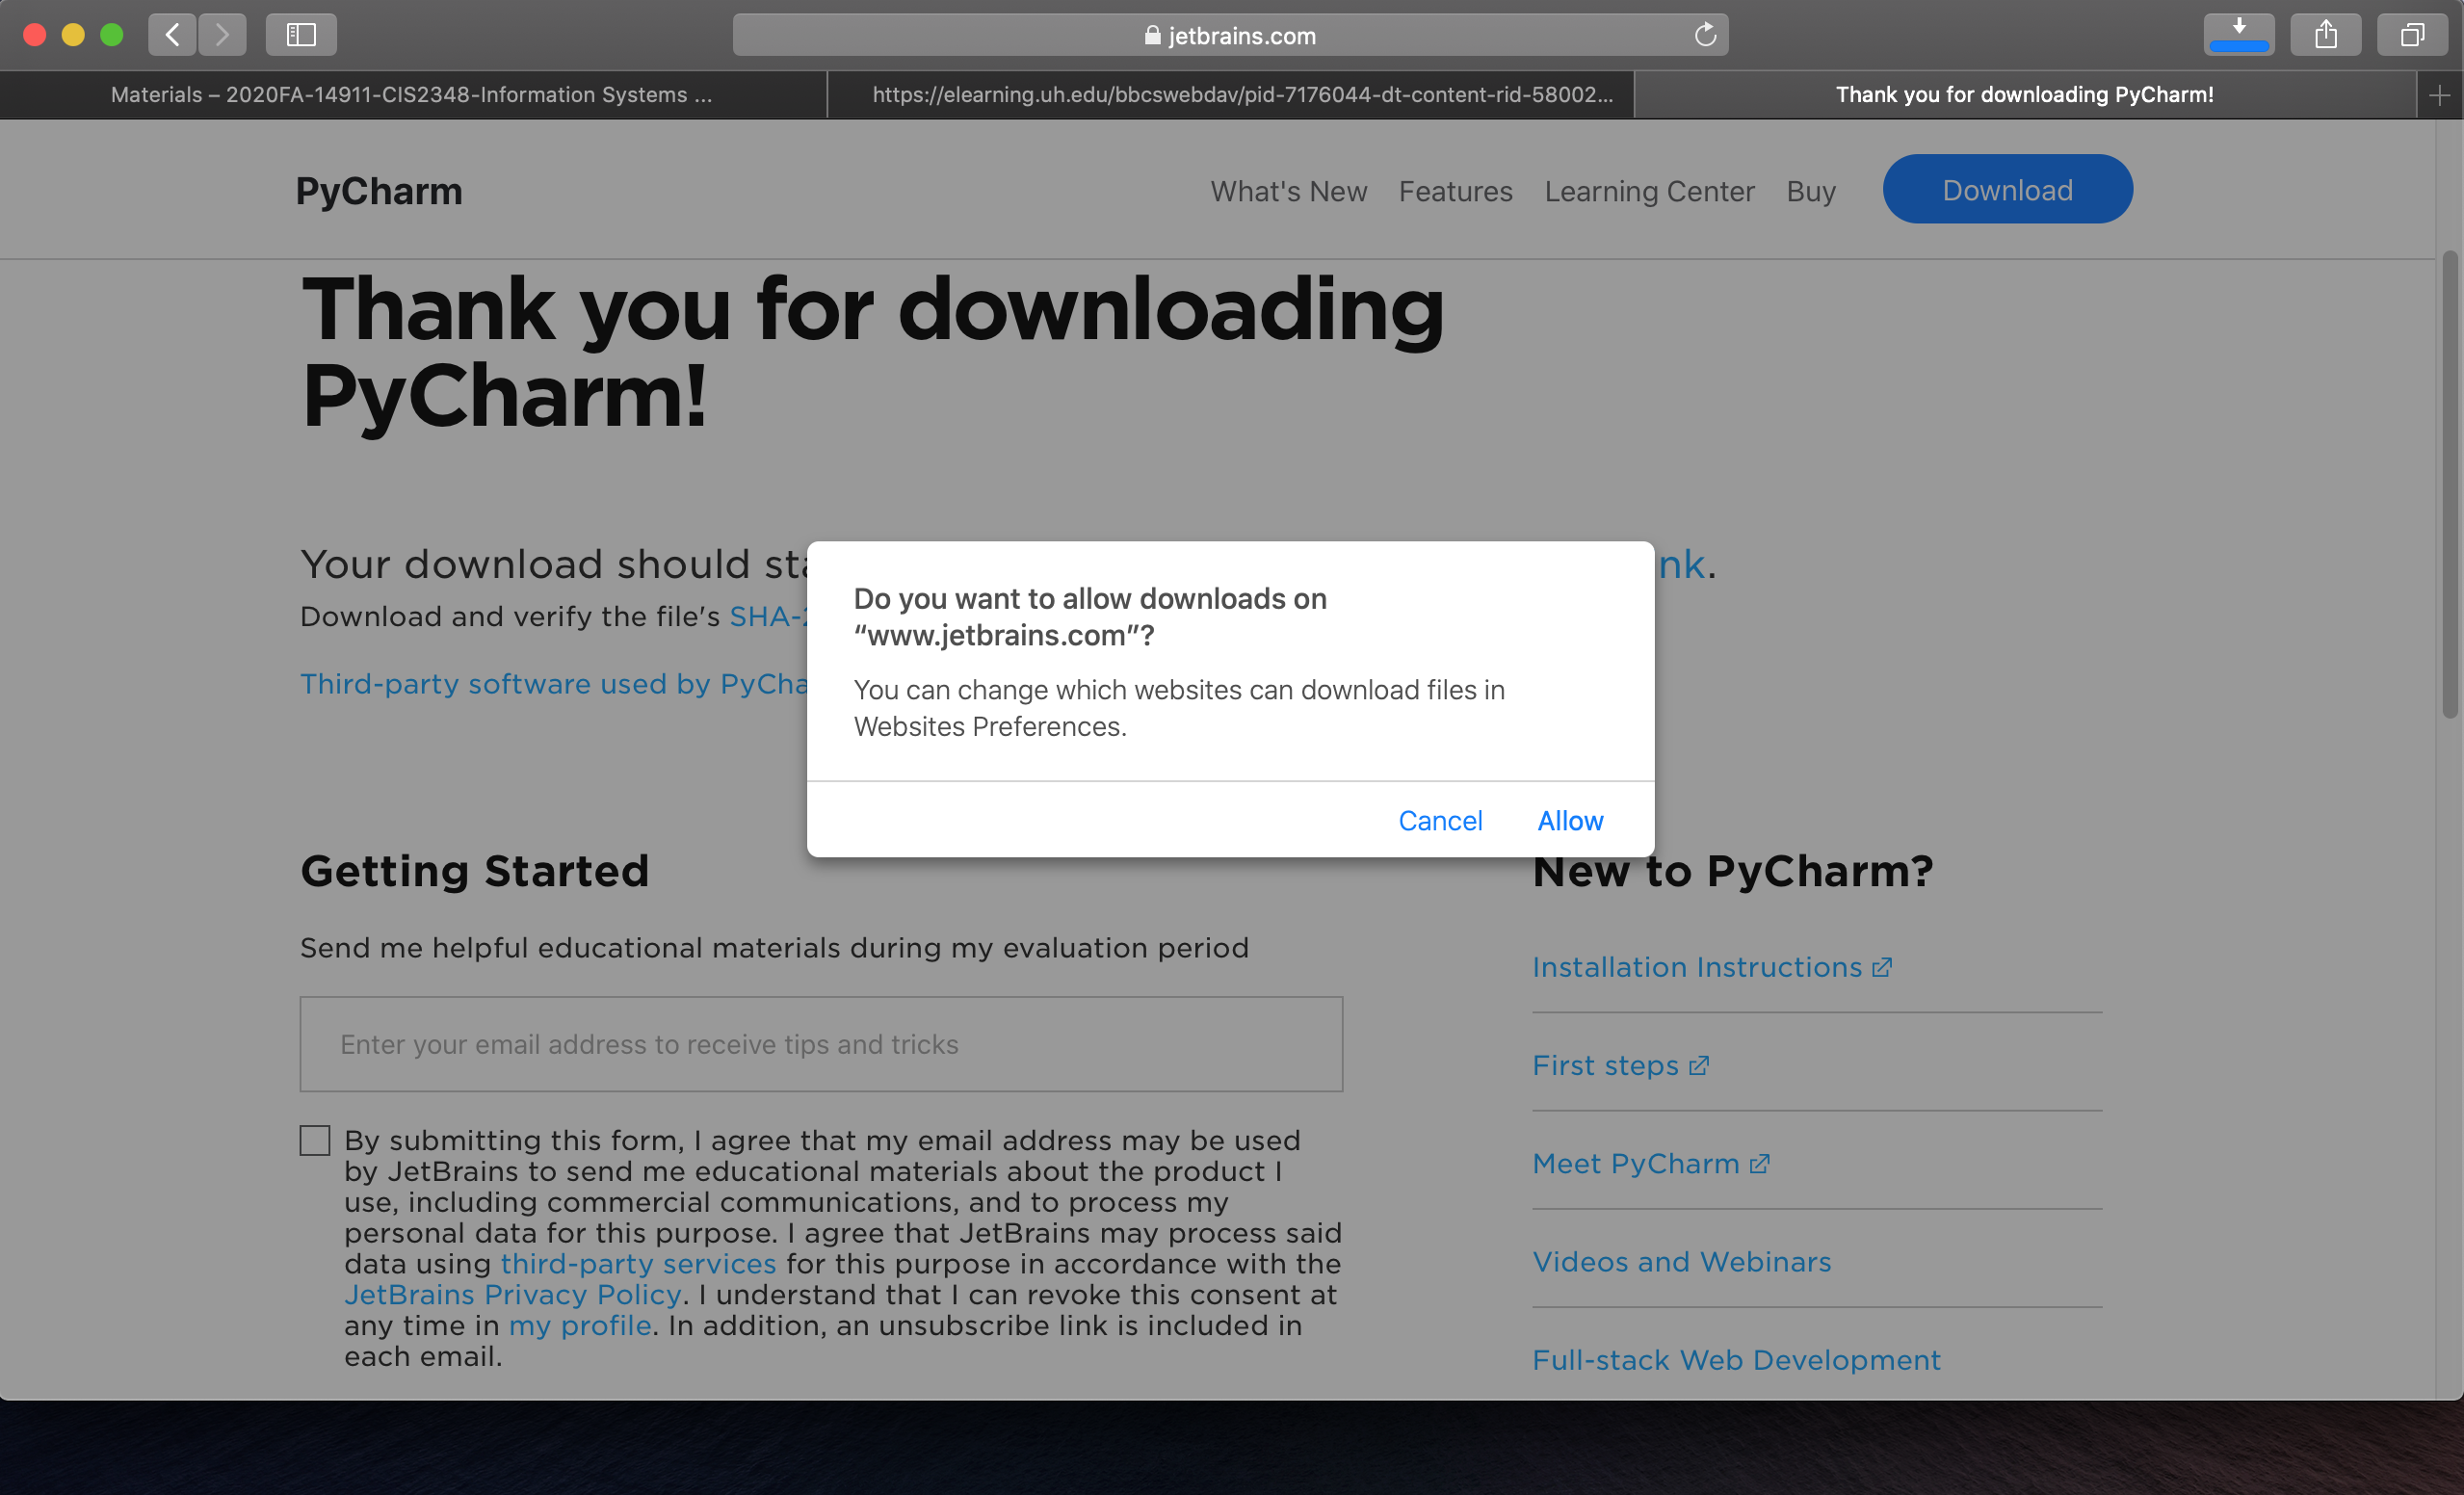 jetbrains.com
Materials – 2020FA-14911-CIS2348-Information Systems ...
https://elearning.uh.edu/bbcswebdav/pid-7176044-dt-content-rid-58002...
Thank you for downloading PyCharm!
PyCharm
What's New
Features
Learning Center
Buy
Download
Thank you for downloading
PyCharm!
Your download should
nk.
Download and verify the file's SHA-
Third-party software used by
Do you want to allow downloads on
“www.jetbrains.com”?
You can change which websites can download files in
Websites Preferences.
Cancel
Allow
Getting Started
Send me helpful educational materials during my evaluation period
Enter your email address to receive tips and tricks
By submitting this form, I agree that my email address may be used
by JetBrains to send me educational materials about the product I
use, including commercial communications, and to process my
personal data for this purpose. I agree that JetBrains may process said
data using third-party services for this purpose in accordance with the
JetBrains Privacy Policy. I understand that I can revoke this consent at
any time in my profile. In addition, an unsubscribe link is included in
each email.
New to PyCharm?
Installation Instructions
First steps
Meet PyCharm
Videos and Webinars
Full-stack Web Development